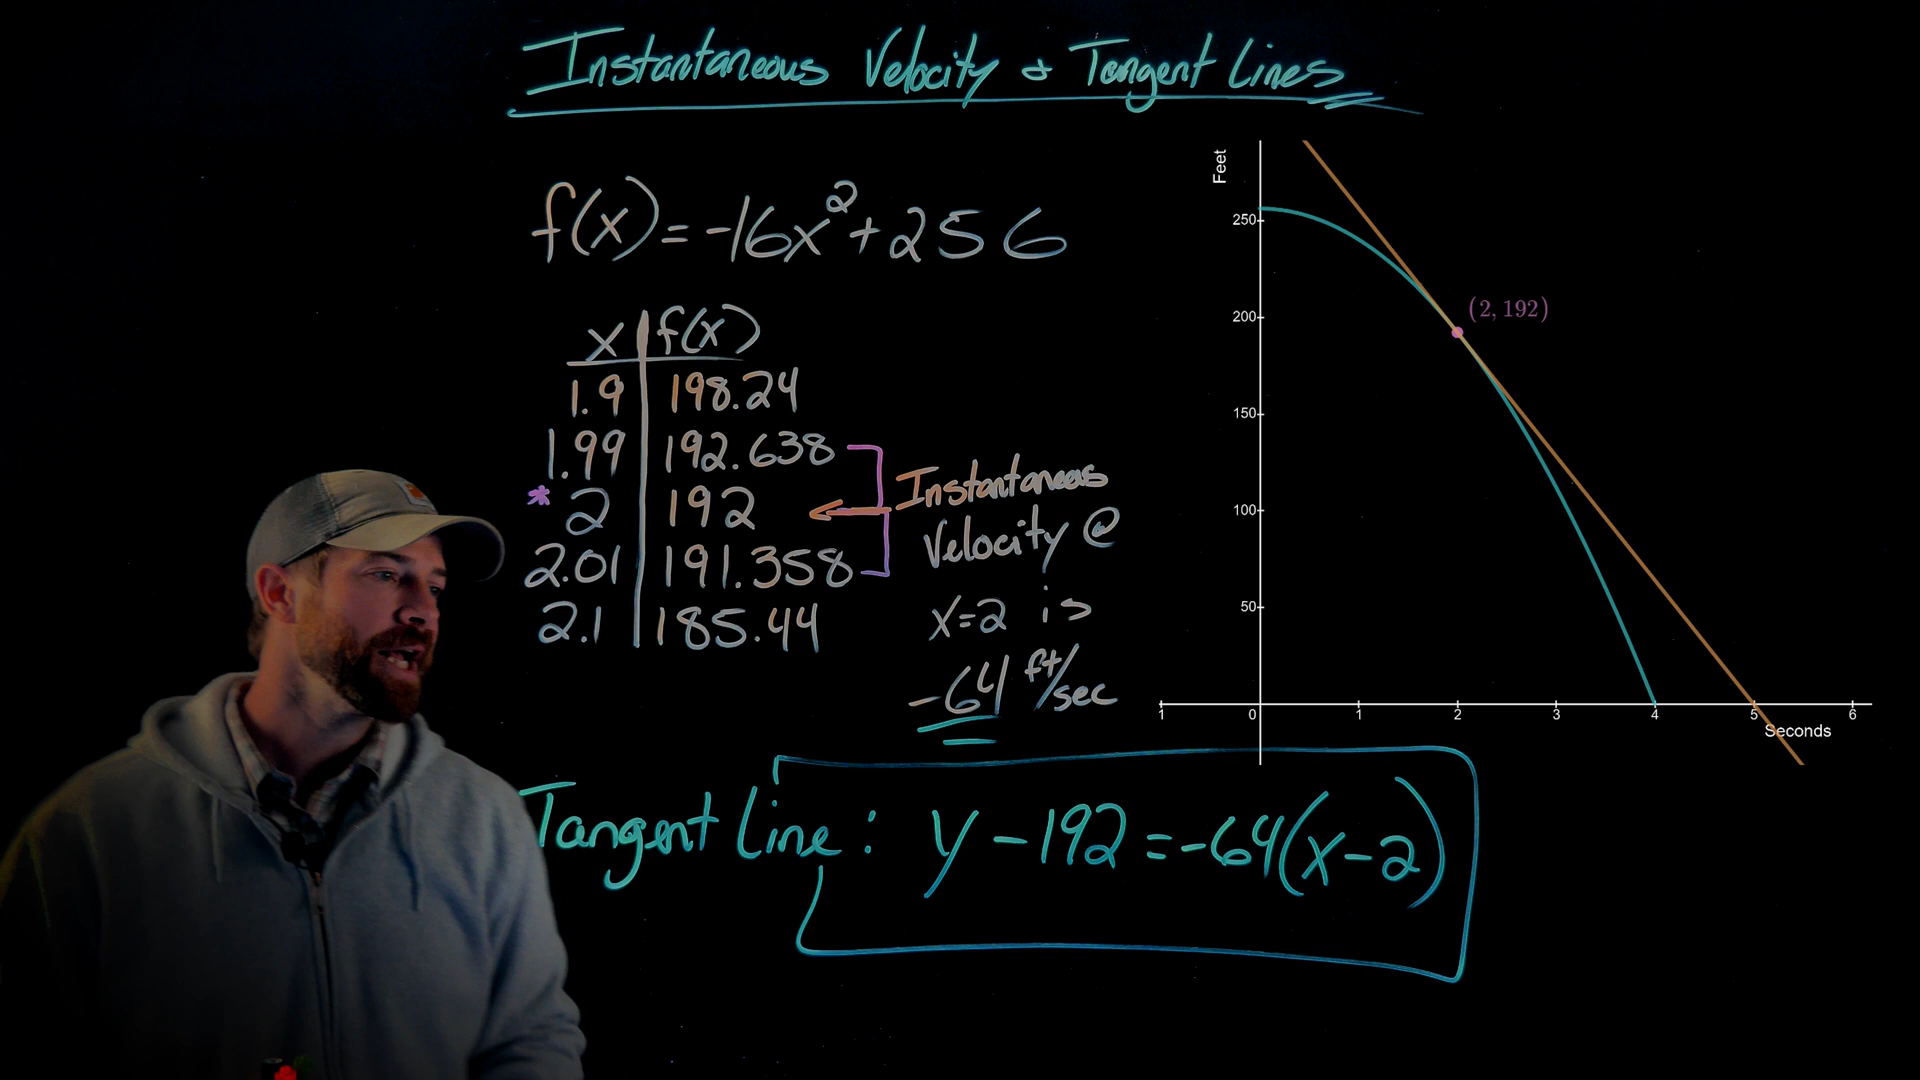 Instantaneous Velocity & Tangent Lines
f(x)=-16x²+256
x f(x)
1.9 198.24
1.99 192.638
* 2 192
2.01 191.358
2.1 185.44
Instantaneous
Velocity @
x=2 is
-64 ft/sec
Feet
250
200
150
100
50
(2, 192)
1 0 1 2 3 4 5 6
Seconds
Tangent Line: y-192=-64(x-2)